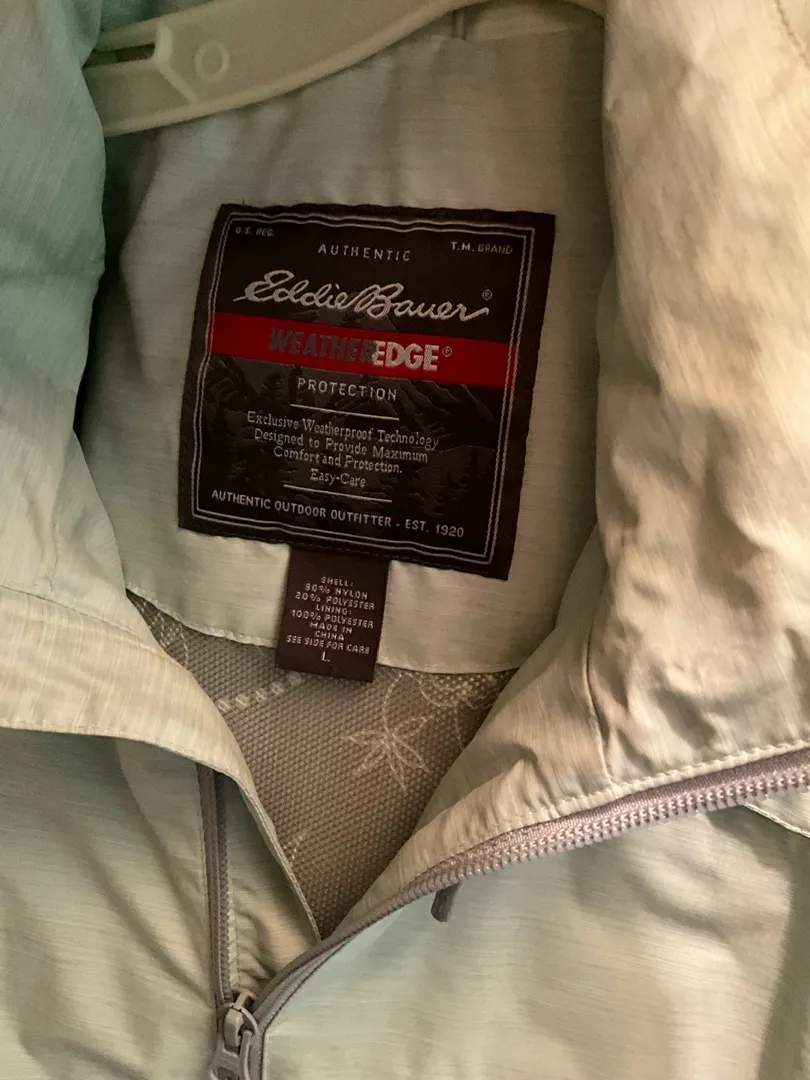 U.S. REG. T.M. BRAND
AUTHENTIC
Eddie Bauer®
WEATHEREDGE®
PROTECTION
Exclusive Weatherproof Technology
Designed to Provide Maximum
Comfort and Protection.
Easy-Care
AUTHENTIC OUTDOOR OUTFITTER - EST. 1920
SHELL:
80% NYLON
20% POLYESTER
LINING:
100% POLYESTER
MADE IN
CHINA
SEE SIDE FOR CARE
L